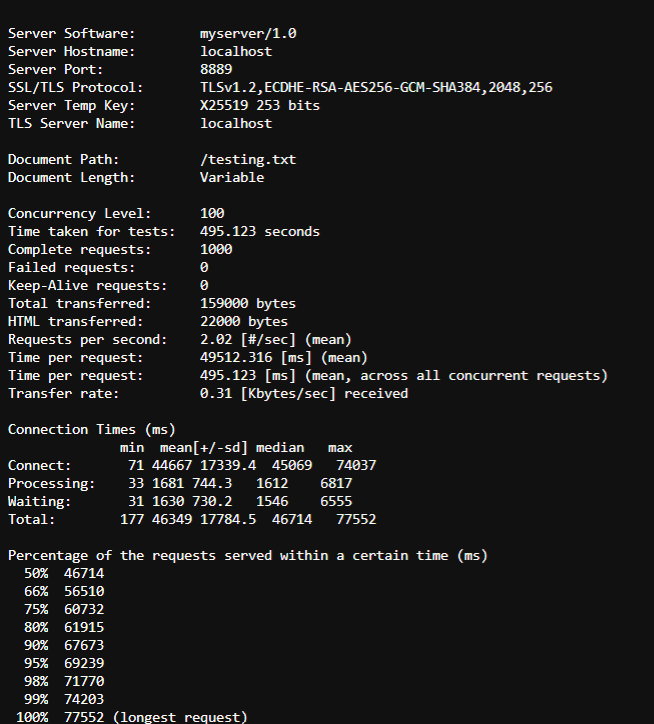 Server Software: myserver/1.0
Server Hostname: localhost
Server Port: 8889
SSL/TLS Protocol: TLSv1.2,ECDHE-RSA-AES256-GCM-SHA384,2048,256
Server Temp Key: X25519 253 bits
TLS Server Name: localhost
Document Path: /testing.txt
Document Length: Variable
Concurrency Level: 100
Time taken for tests: 495.123 seconds
Complete requests: 1000
Failed requests: 0
Keep-Alive requests: 0
Total transferred: 159000 bytes
HTML transferred: 22000 bytes
Requests per second: 2.02 [#/sec] (mean)
Time per request: 49512.316 [ms] (mean)
Time per request: 495.123 [ms] (mean, across all concurrent requests)
Transfer rate: 0.31 [Kbytes/sec] received
Connection Times (ms)
min mean[+/-sd] median max
Connect: 71 44667 17339.4 45069 74037
Processing: 33 1681 744.3 1612 6817
Waiting: 31 1630 730.2 1546 6555
Total: 177 46349 17784.5 46714 77552
Percentage of the requests served within a certain time (ms)
50% 46714
66% 56510
75% 60732
80% 61915
90% 67673
95% 69239
98% 71770
99% 74203
100% 77552 (longest request)